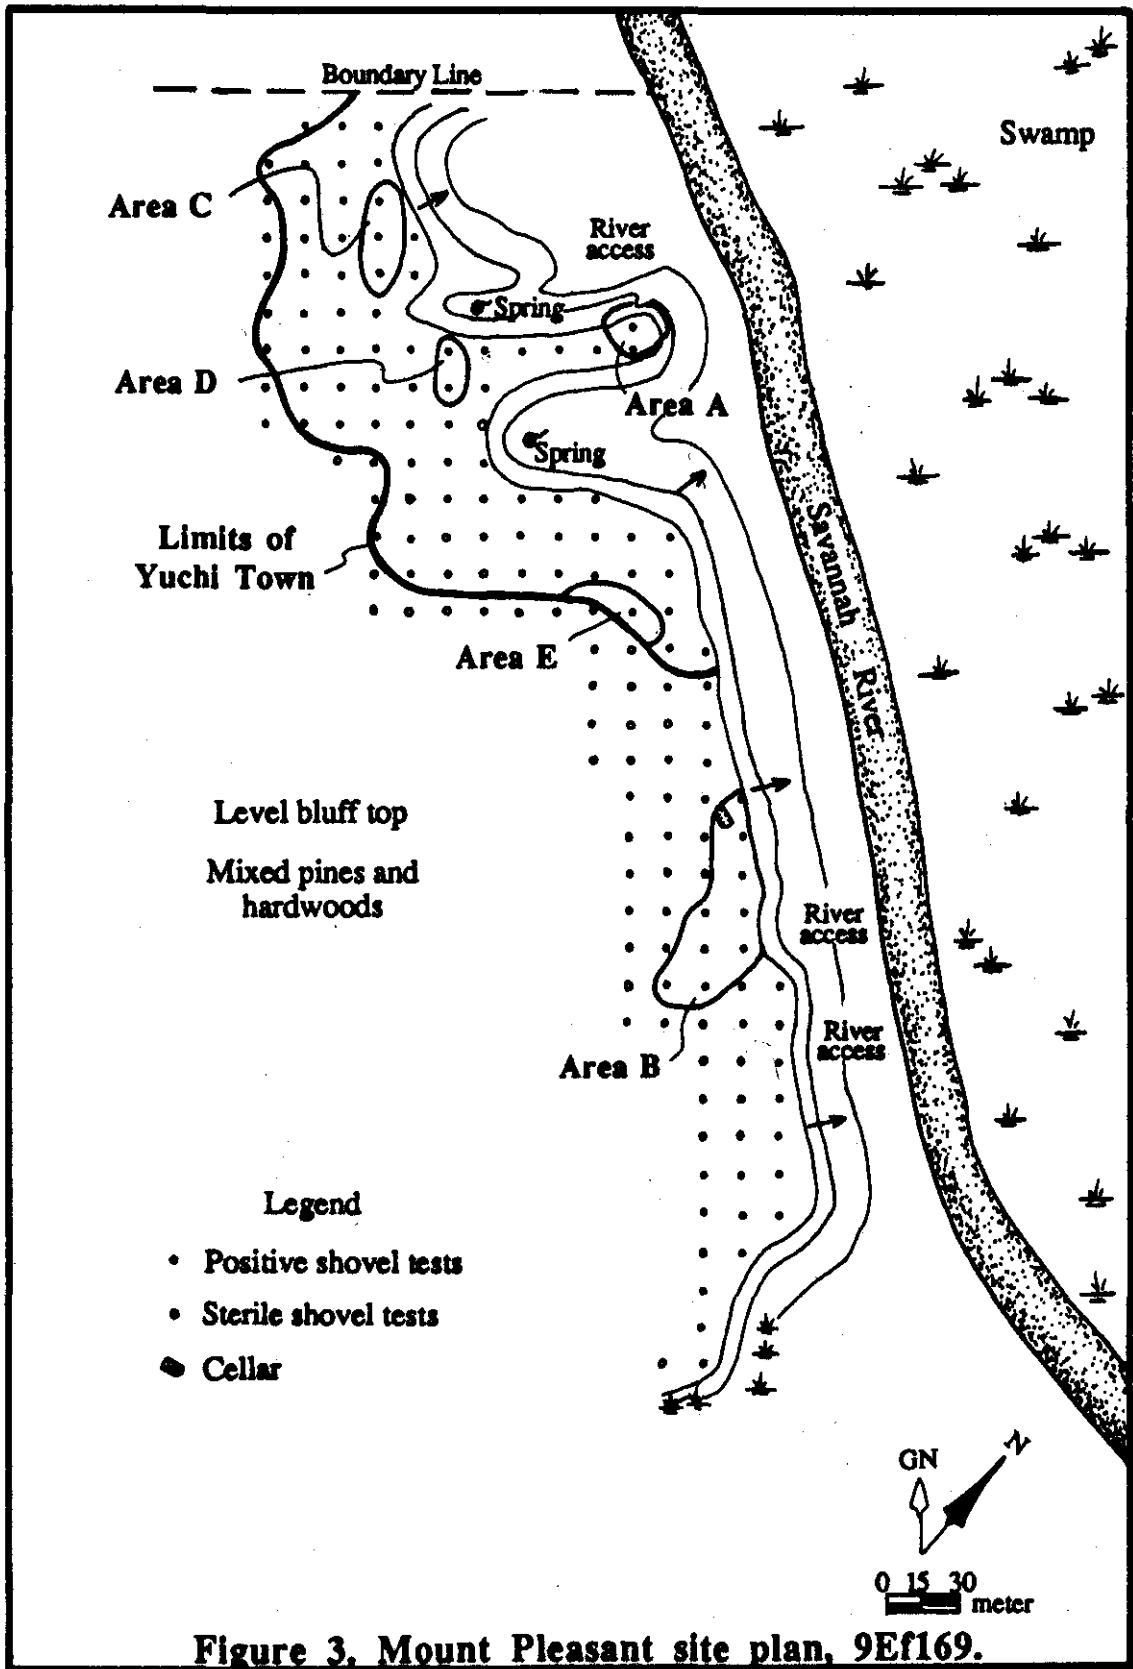 Boundary Line
Swamp
Area C
River
access
Spring
Area D
Area A
Spring
Limits of
Yuchi Town
Savannah River
Area E
Level bluff top
Mixed pines and
hardwoods
River
access
River
access
Area B
Legend
Positive shovel tests
Sterile shovel tests
Cellar
GN
N
0 15 30
meter
Figure 3. Mount Pleasant site plan, 9Ef169.